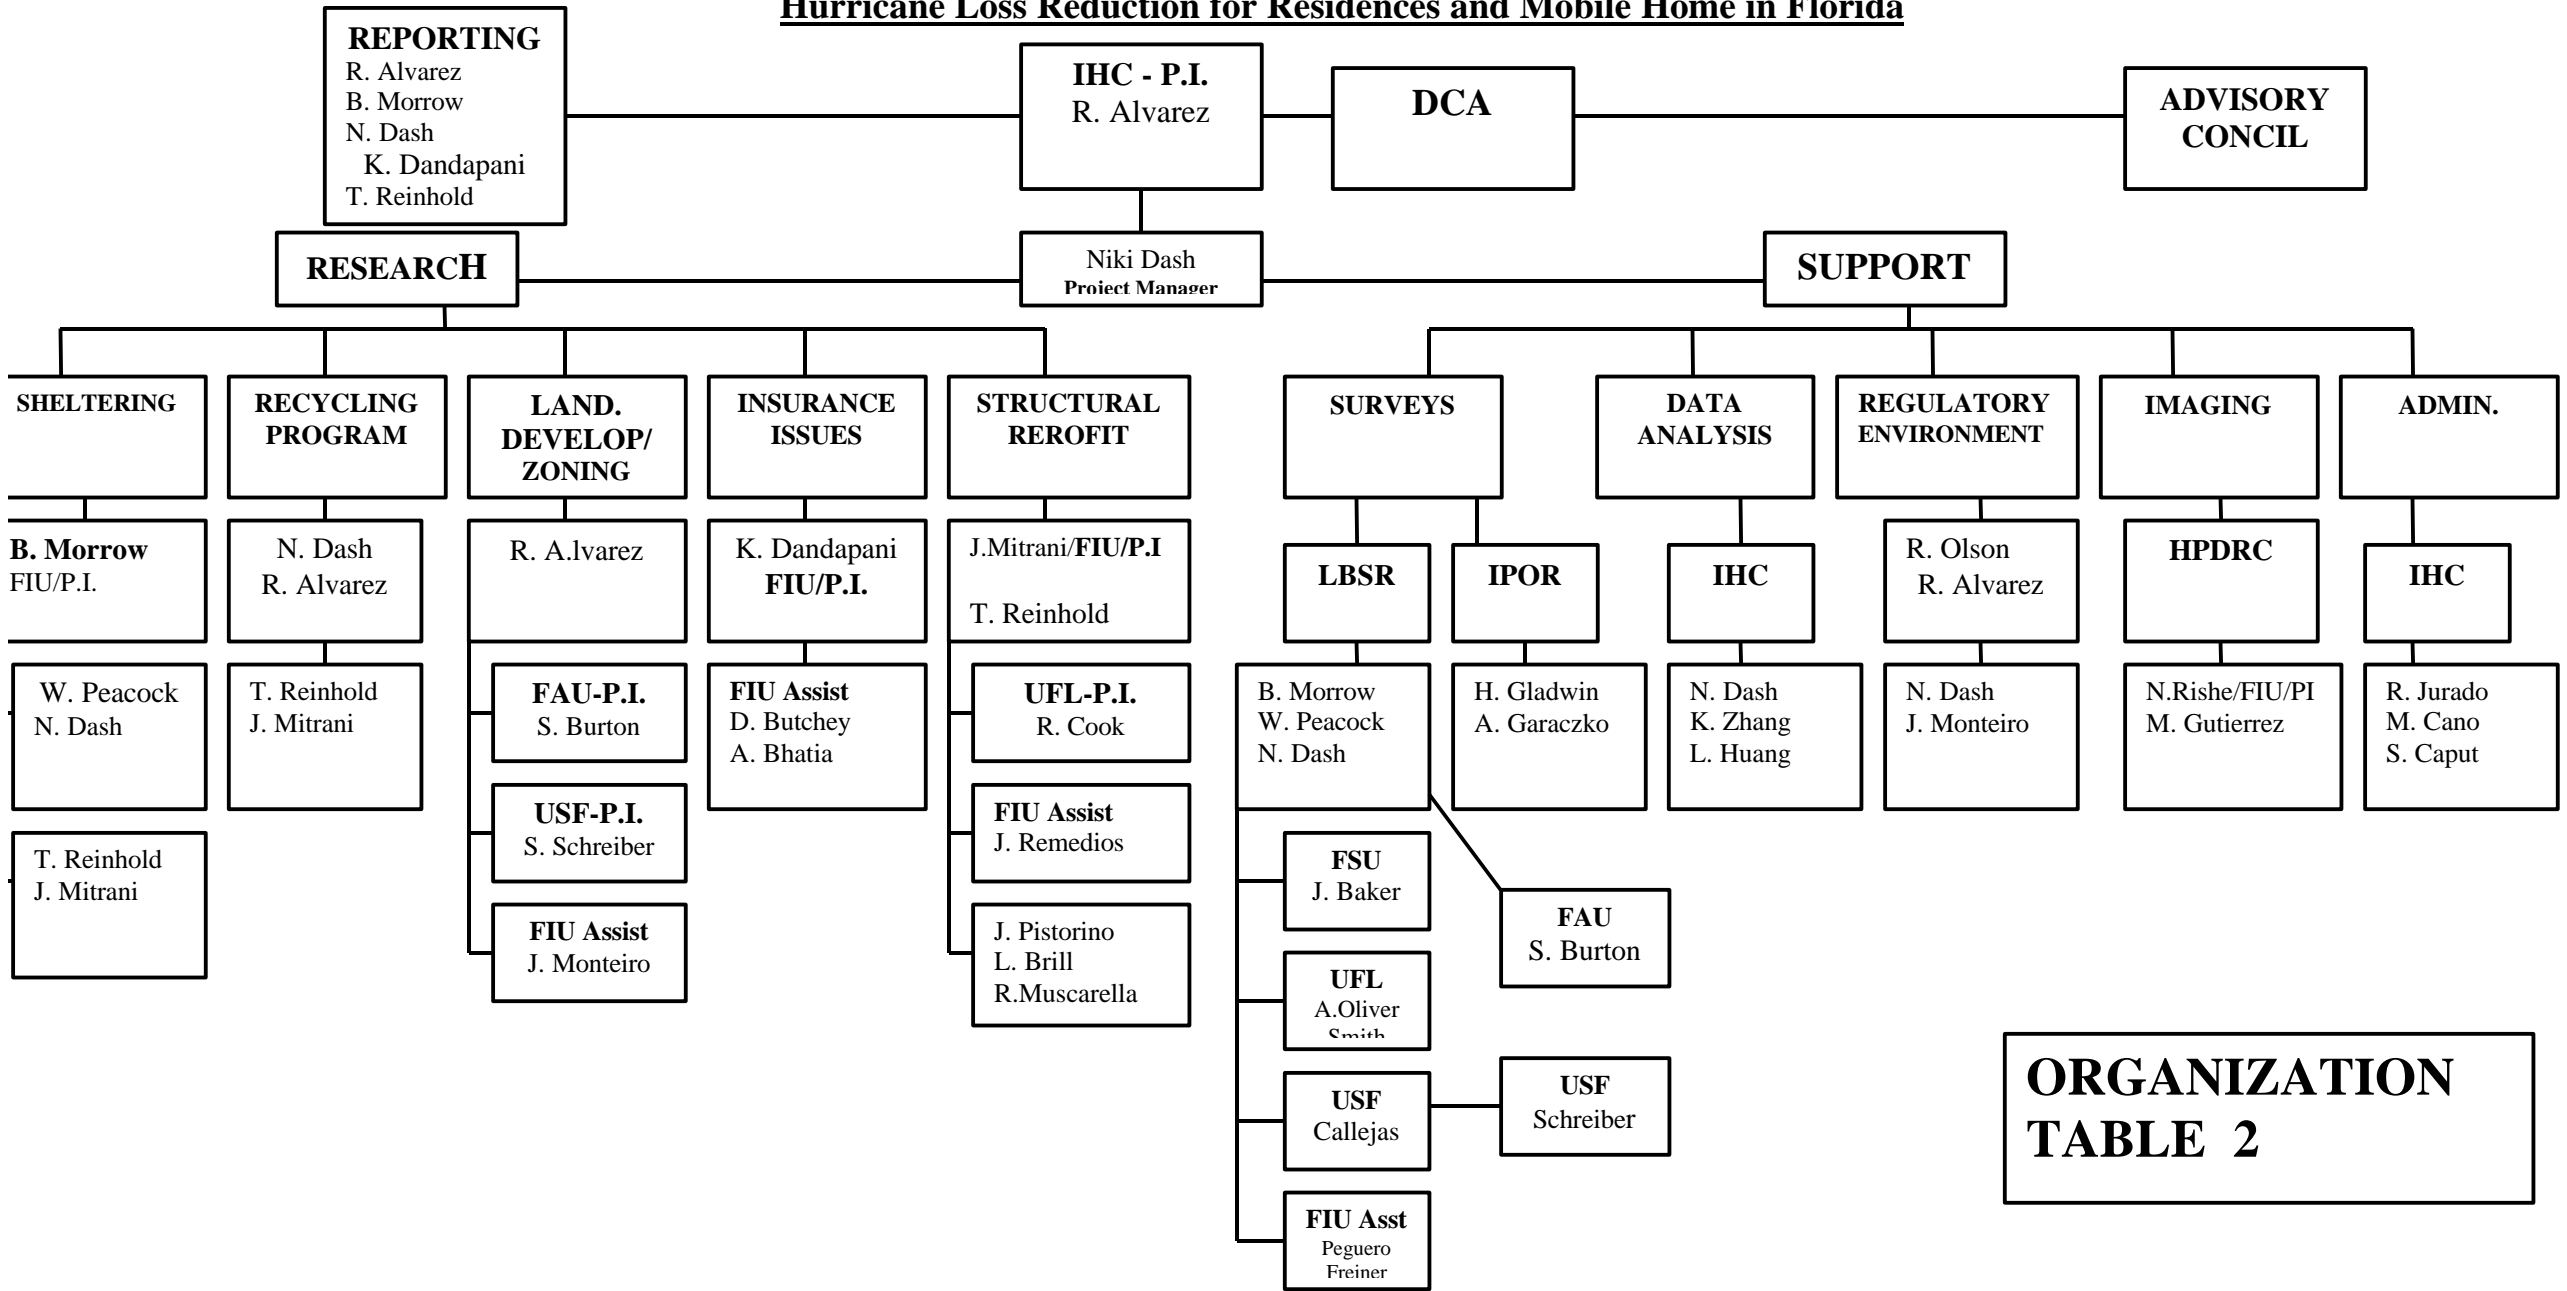 Hurricane Loss Reduction for Residences and Mobile Home in Florida
REPORTING
R. Alvarez
B. Morrow
N. Dash
K. Dandapani
T. Reinhold
IHC - P.I.
R. Alvarez
DCA
ADVISORY
CONCIL
RESEARCH
Niki Dash
Project Manager
SUPPORT
SHELTERING
RECYCLING
PROGRAM
LAND.
DEVELOP/
ZONING
INSURANCE
ISSUES
STRUCTURAL
REROFIT
SURVEYS
DATA
ANALYSIS
REGULATORY
ENVIRONMENT
IMAGING
ADMIN.
B. Morrow
FIU/P.I.
N. Dash
R. Alvarez
R. A.lvarez
K. Dandapani
FIU/P.I.
J.Mitrani/FIU/P.I
T. Reinhold
LBSR
IPOR
IHC
R. Olson
R. Alvarez
HPDRC
IHC
W. Peacock
N. Dash
T. Reinhold
J. Mitrani
FAU-P.I.
S. Burton
FIU Assist
D. Butchey
A. Bhatia
UFL-P.I.
R. Cook
B. Morrow
W. Peacock
N. Dash
H. Gladwin
A. Garaczko
N. Dash
K. Zhang
L. Huang
N. Dash
J. Monteiro
N.Rishe/FIU/PI
M. Gutierrez
R. Jurado
M. Cano
S. Caput
T. Reinhold
J. Mitrani
USF-P.I.
S. Schreiber
FIU Assist
J. Remedios
FSU
J. Baker
FAU
S. Burton
FIU Assist
J. Monteiro
J. Pistorino
L. Brill
R.Muscarella
UFL
A.Oliver
Smith
USF
Callejas
USF
Schreiber
FIU Asst
Peguero
Freiner
ORGANIZATION
TABLE 2